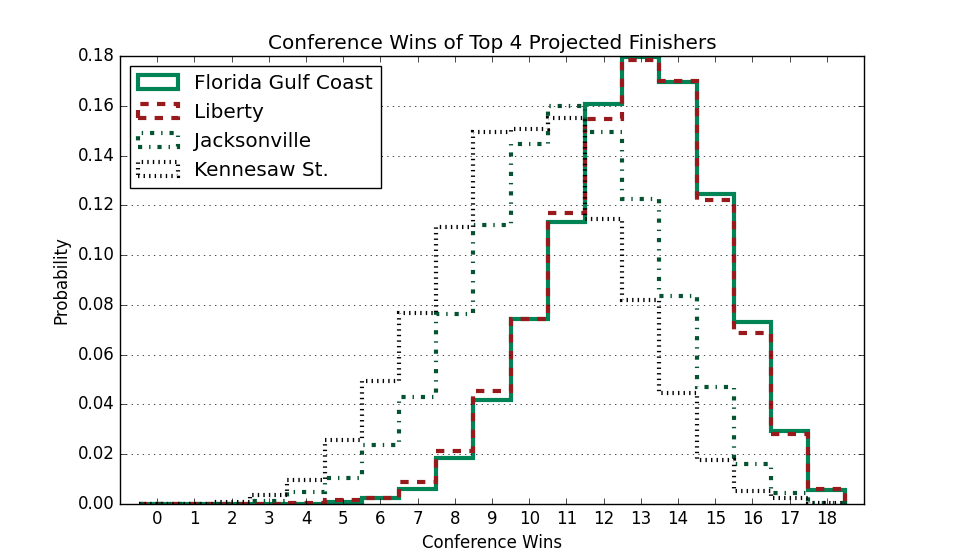 Conference Wins of Top 4 Projected Finishers
Florida Gulf Coast
Liberty
Jacksonville
Kennesaw St.
0.18
0.16
0.14
0.12
0.10
0.08
0.06
0.04
0.02
0.00
Probability
0 1 2 3 4 5 6 7 8 9 10 11 12 13 14 15 16 17 18
Conference Wins